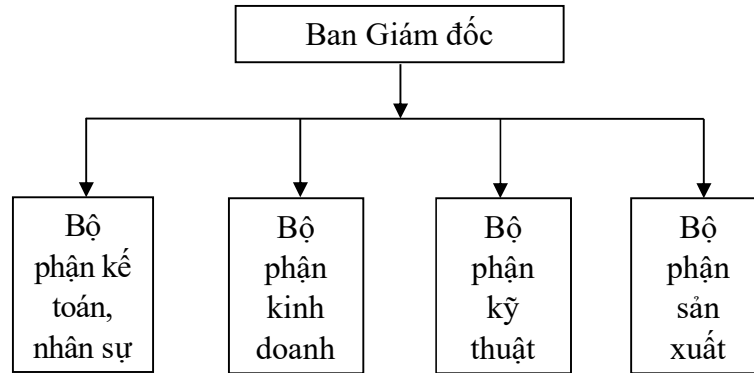 Ban Giám đốc
Bộ
phận kế
toán,
nhân sự
Bộ
phận
kinh
doanh
Bộ
phận
kỹ
thuật
Bộ
phận
sản
xuất